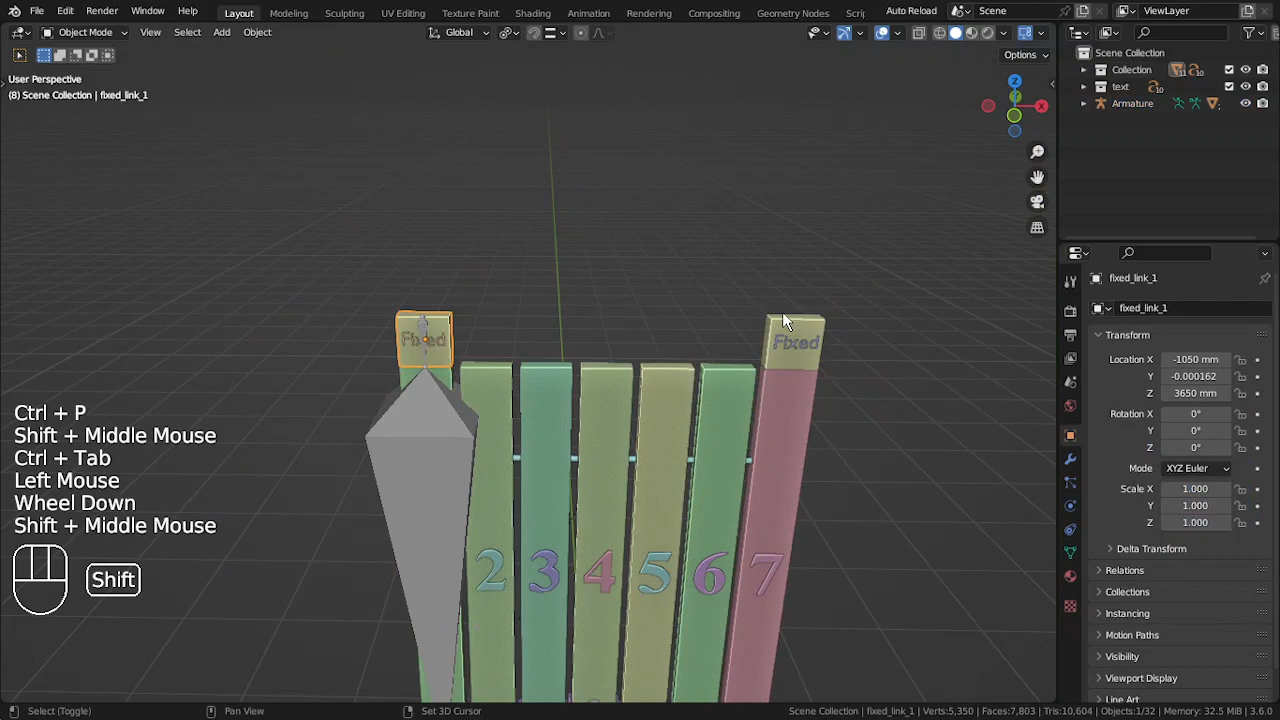 File Edit Render Window Help Layout Modeling Sculpting UV Editing Texture Paint Shading Animation Rendering Compositing Geometry Nodes Scrip Auto Reload Scene ViewLayer
Object Mode View Select Add Object Global
Options
User Perspective
(8) Scene Collection | fixed_link_1
Z
X
Scene Collection
Collection 11 10
text 10
Armature
fixed_link_1
fixed_link_1
Transform
Location X -1050 mm
Y -0.000162
Z 3650 mm
Rotation X 0°
Y 0°
Z 0°
Mode XYZ Euler
Scale X 1.000
Y 1.000
Z 1.000
Delta Transform
Relations
Collections
Instancing
Motion Paths
Visibility
Viewport Display
Line Art
Fixed Fixed
2 3 4 5 6 7
Ctrl + P
Shift + Middle Mouse
Ctrl + Tab
Left Mouse
Wheel Down
Shift + Middle Mouse
Shift
Select (Toggle) Pan View Set 3D Cursor Scene Collection | fixed_link_1 | Verts:5,350 | Faces:7,803 | Tris:10,604 | Objects:1/32 | Memory: 32.5 MiB | 3.6.0